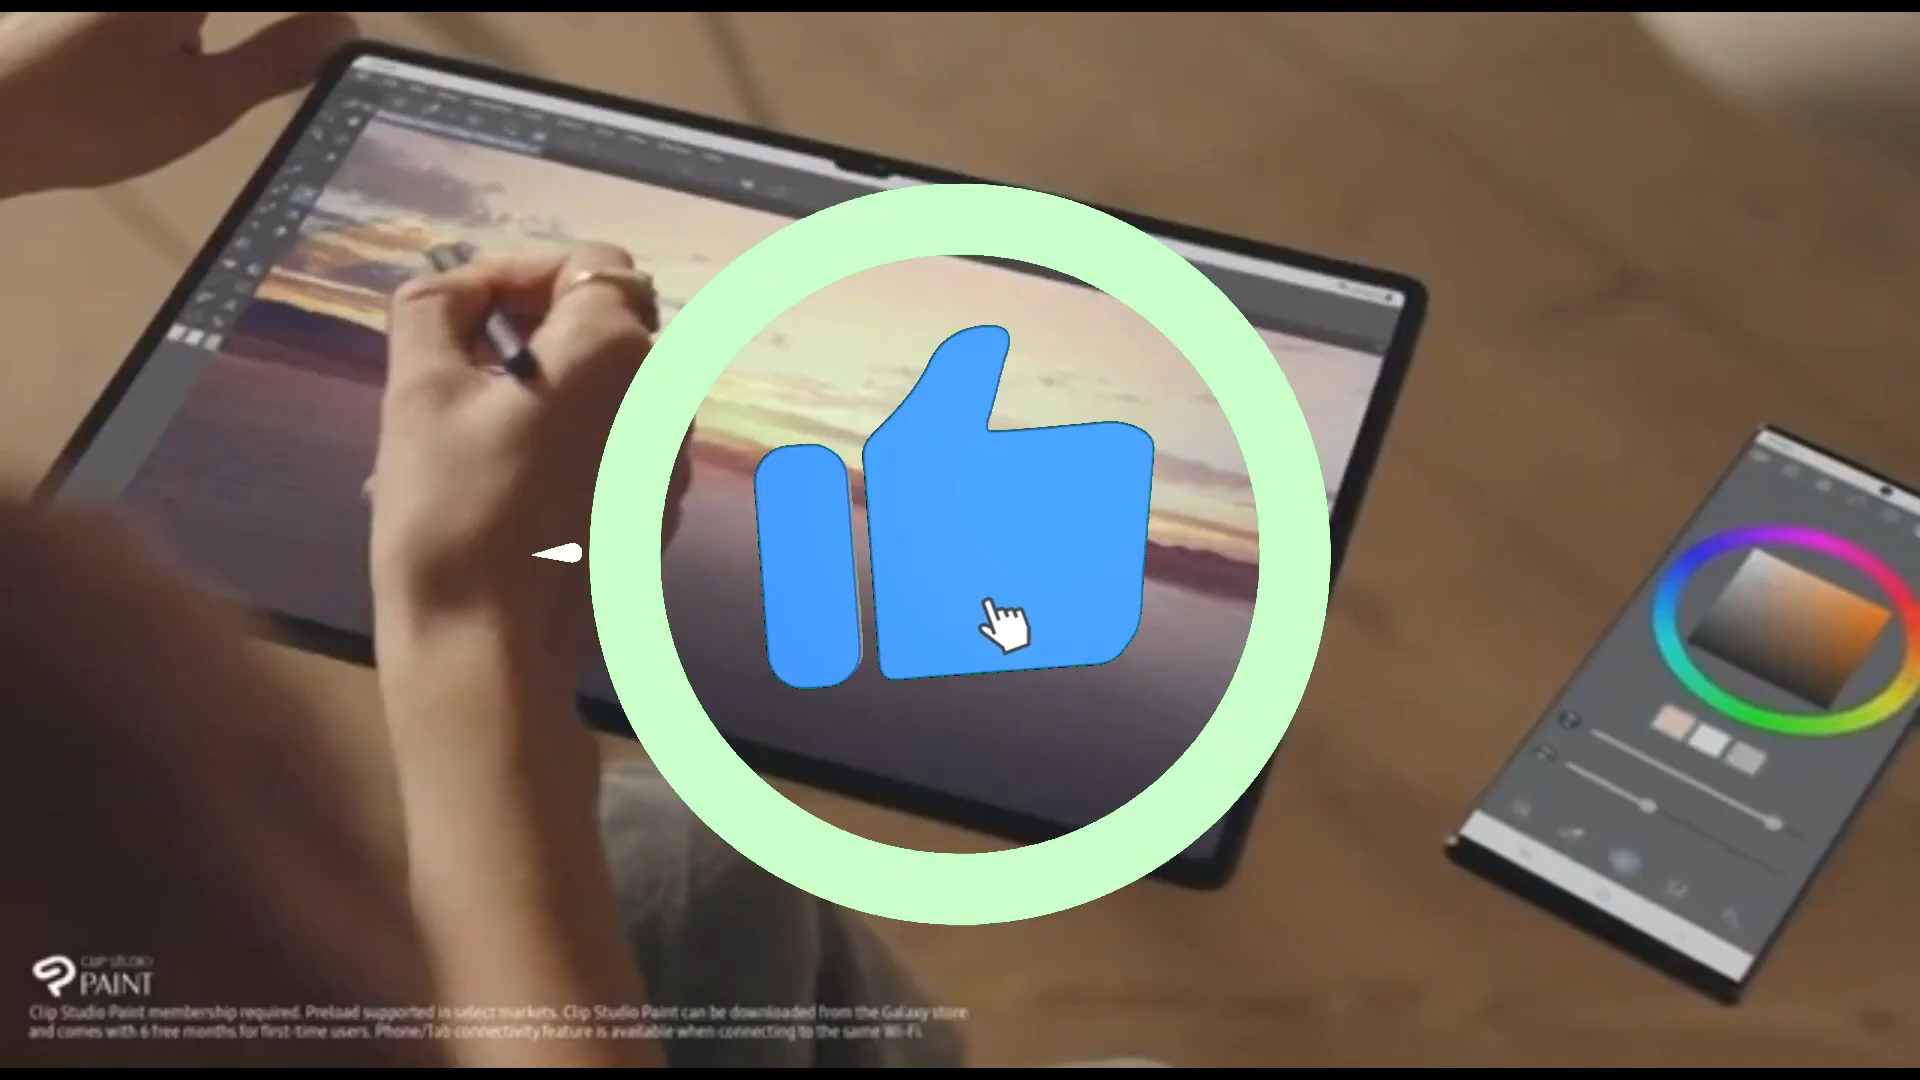 CLIP STUDIO
PAINT
Clip Studio Paint membership required. Preload supported in select markets. Clip Studio Paint can be downloaded from the Galaxy store
and comes with 6 free months for first-time users. Phone/Tab connectivity feature is available when connecting to the same Wi-Fi.